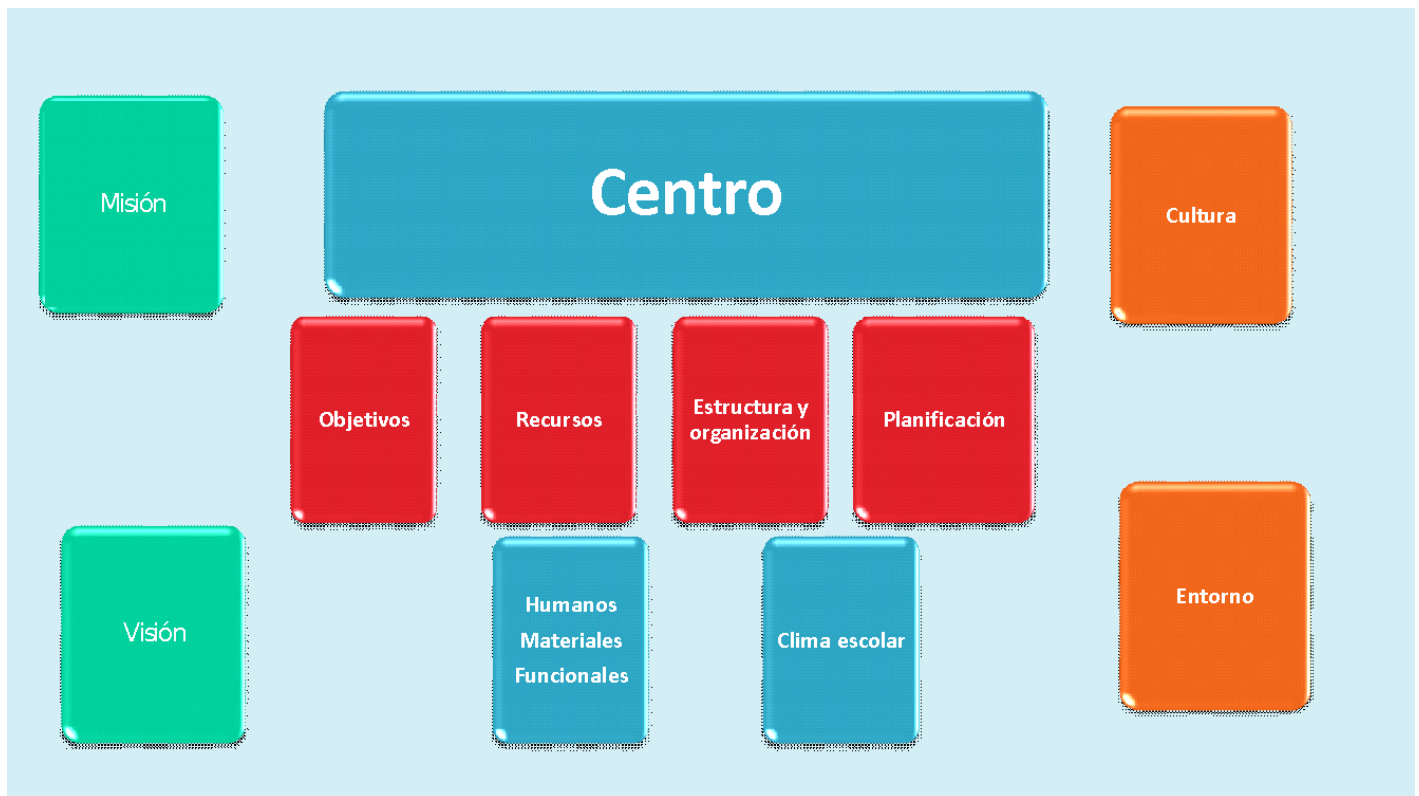 Misión
Centro
Cultura
Objetivos
Recursos
Estructura y
organización
Planificación
Visión
Humanos
Materiales
Funcionales
Clima escolar
Entorno